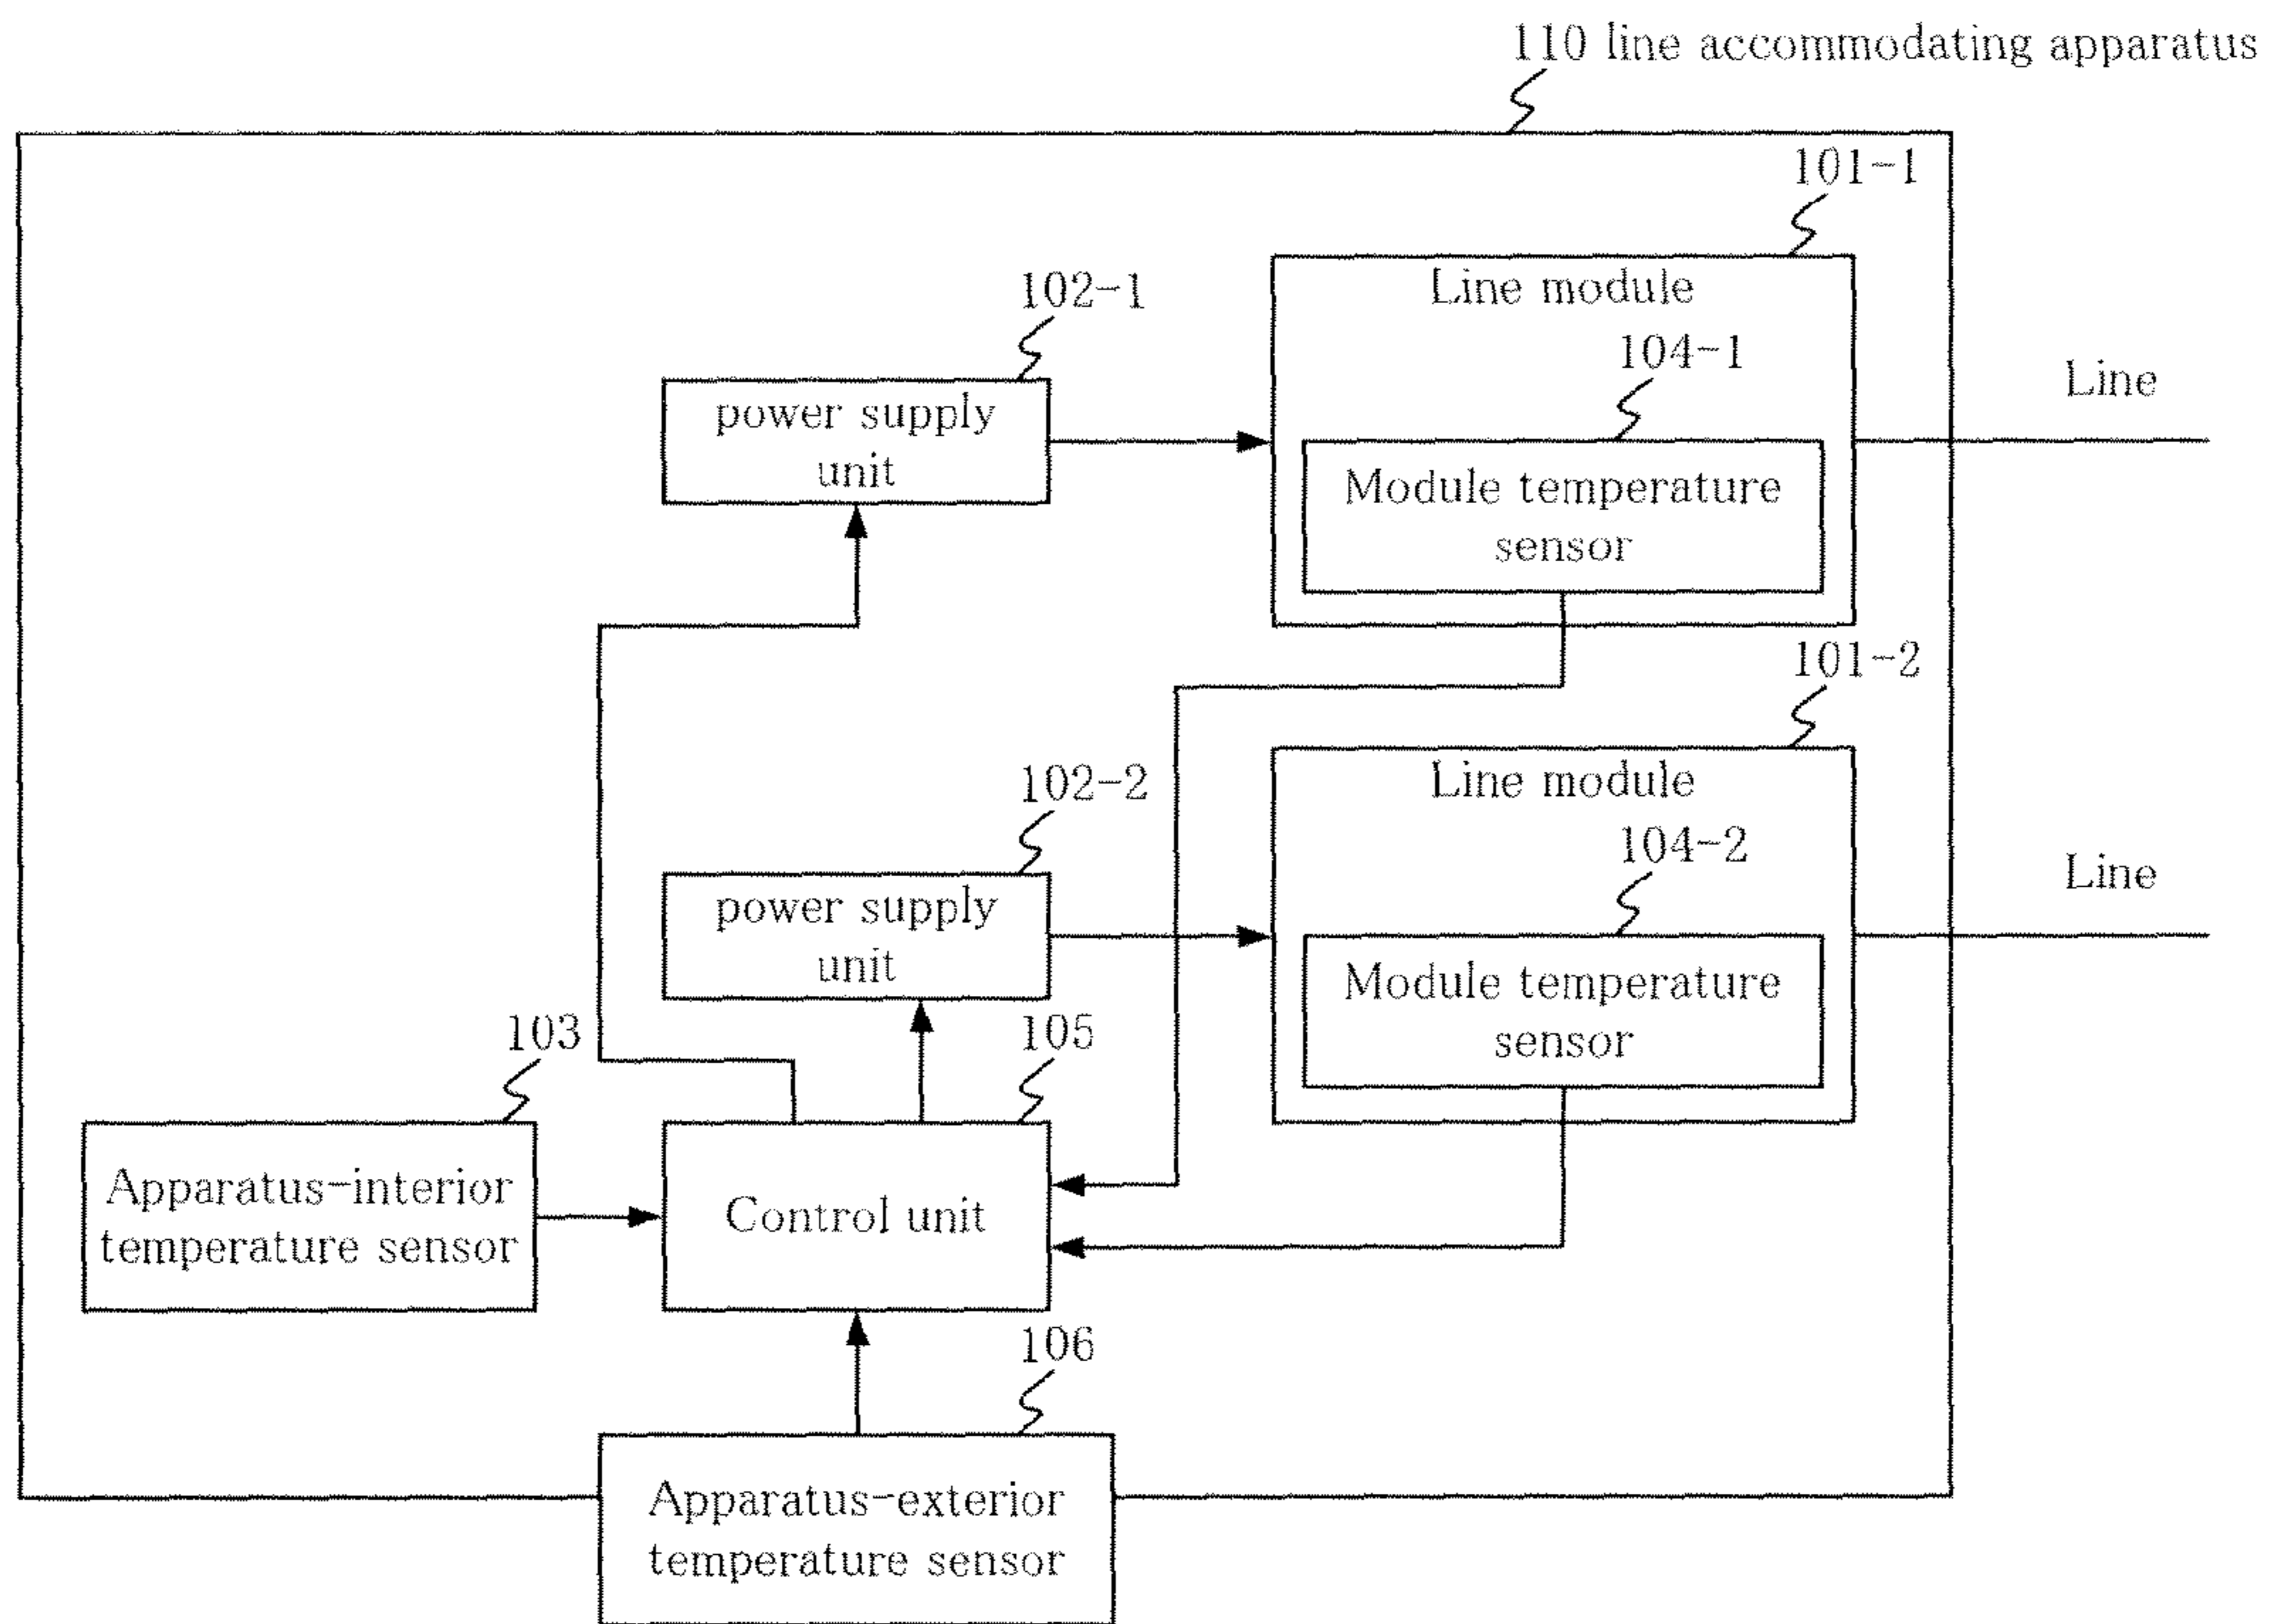 110 line accommodating apparatus
101-1
Line module
102-1
104-1
Line
power supply
unit
Module temperature
sensor
101-2
Line module
102-2
104-2
Line
power supply
unit
Module temperature
sensor
103
105
Apparatus-interior
temperature sensor
Control unit
106
Apparatus-exterior
temperature sensor